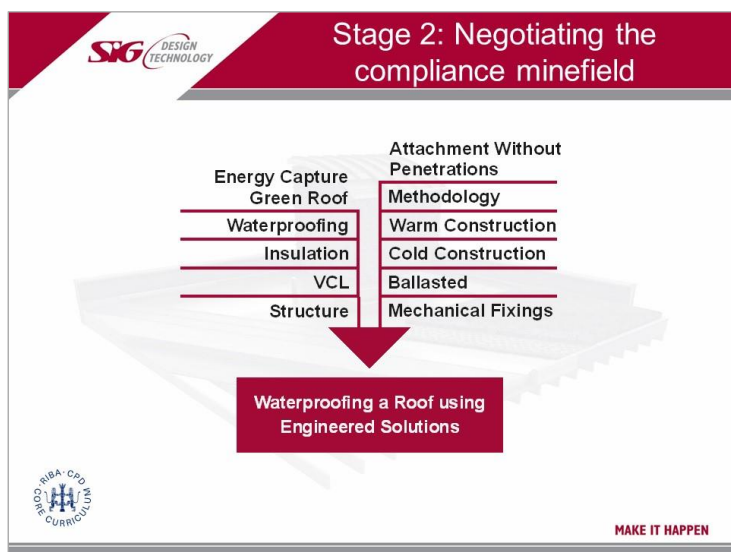 SIG DESIGN
TECHNOLOGY
Stage 2: Negotiating the
compliance minefield
Energy Capture
Green Roof
Waterproofing
Insulation
VCL
Structure
Attachment Without
Penetrations
Methodology
Warm Construction
Cold Construction
Ballasted
Mechanical Fixings
Waterproofing a Roof using
Engineered Solutions
RIBA · CPD
CORE CURRICULUM
MAKE IT HAPPEN